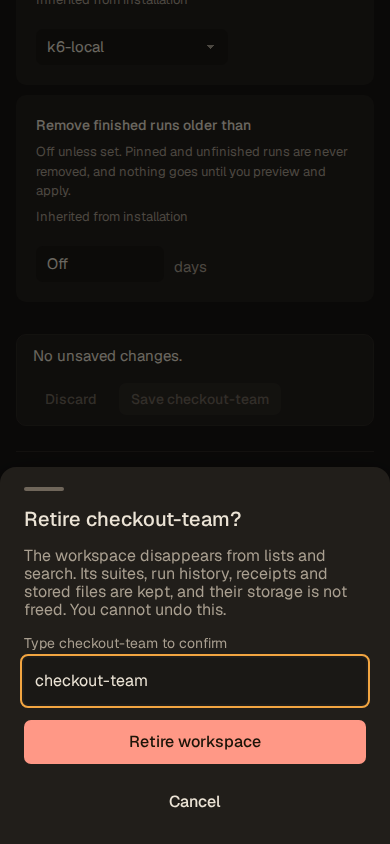 Inherited from installation
k6-local
Remove finished runs older than
Off unless set. Pinned and unfinished runs are never
removed, and nothing goes until you preview and
apply.
Inherited from installation
Off
days
No unsaved changes.
Discard
Save checkout-team
Retire checkout-team?
The workspace disappears from lists and
search. Its suites, run history, receipts and
stored files are kept, and their storage is not
freed. You cannot undo this.
Type checkout-team to confirm
checkout-team
Retire workspace
Cancel